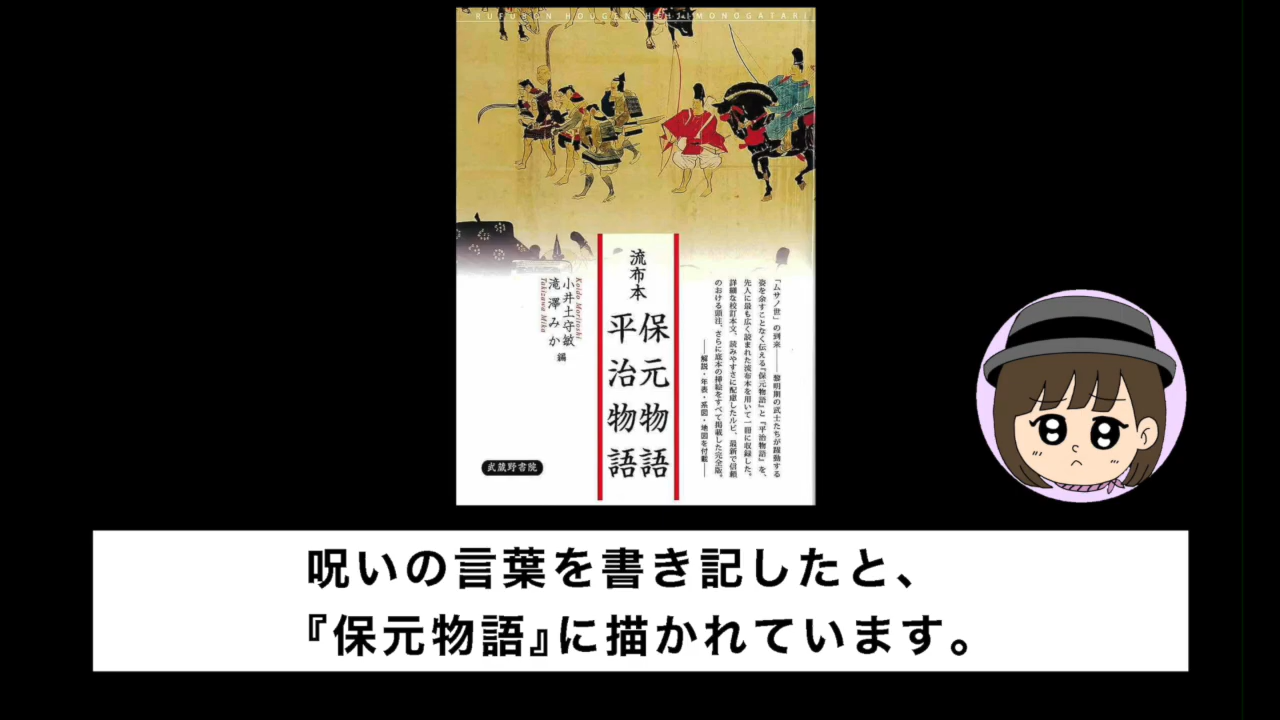 RUFUBON HOUGEN HEIJI MONOGATARI
「ムサノ世」の到来――黎明期の武士たちが躍動する
姿を余すことなく伝える『保元物語』と『平治物語』を、
先人に最も広く読まれた流布本を用いて一冊に収録した。
詳細な校訂本文、読みやすさに配慮したルビ、最新で信頼
のおける頭注、さらに底本の挿絵をすべて掲載した完全版。
――解説・年表・系図・地図を付載――
流布本
保元物語
平治物語
Koido Moritoshi
小井土守敏
滝澤みか 編
Takizawa Mika
武蔵野書院
呪いの言葉を書き記したと、
『保元物語』に描かれています。